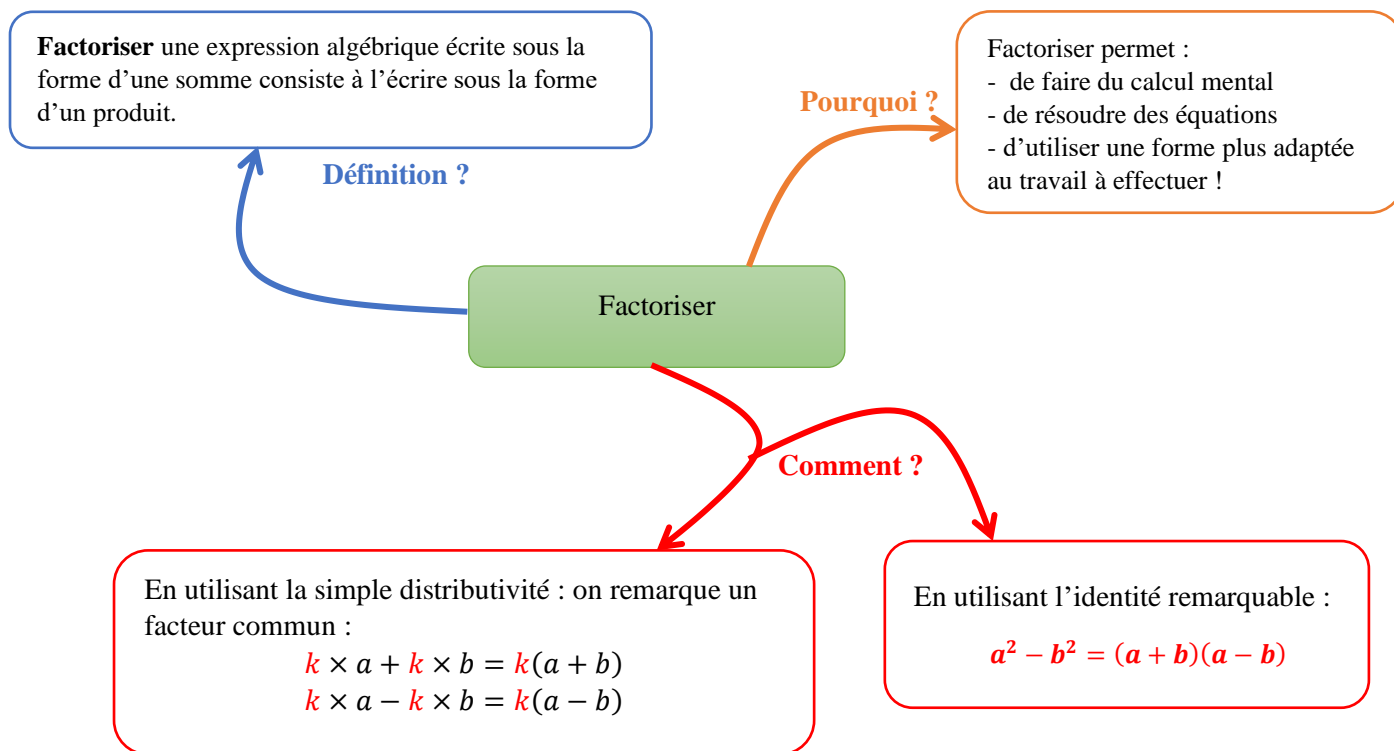 Factoriser une expression algébrique écrite sous la
forme d’une somme consiste à l’écrire sous la forme
d’un produit.
Définition ?
Pourquoi ?
Factoriser permet :
- de faire du calcul mental
- de résoudre des équations
- d’utiliser une forme plus adaptée
au travail à effectuer !
Factoriser
Comment ?
En utilisant la simple distributivité : on remarque un
facteur commun :
k × a + k × b = k(a + b)
k × a − k × b = k(a − b)
En utilisant l’identité remarquable :
a² − b² = (a + b)(a − b)